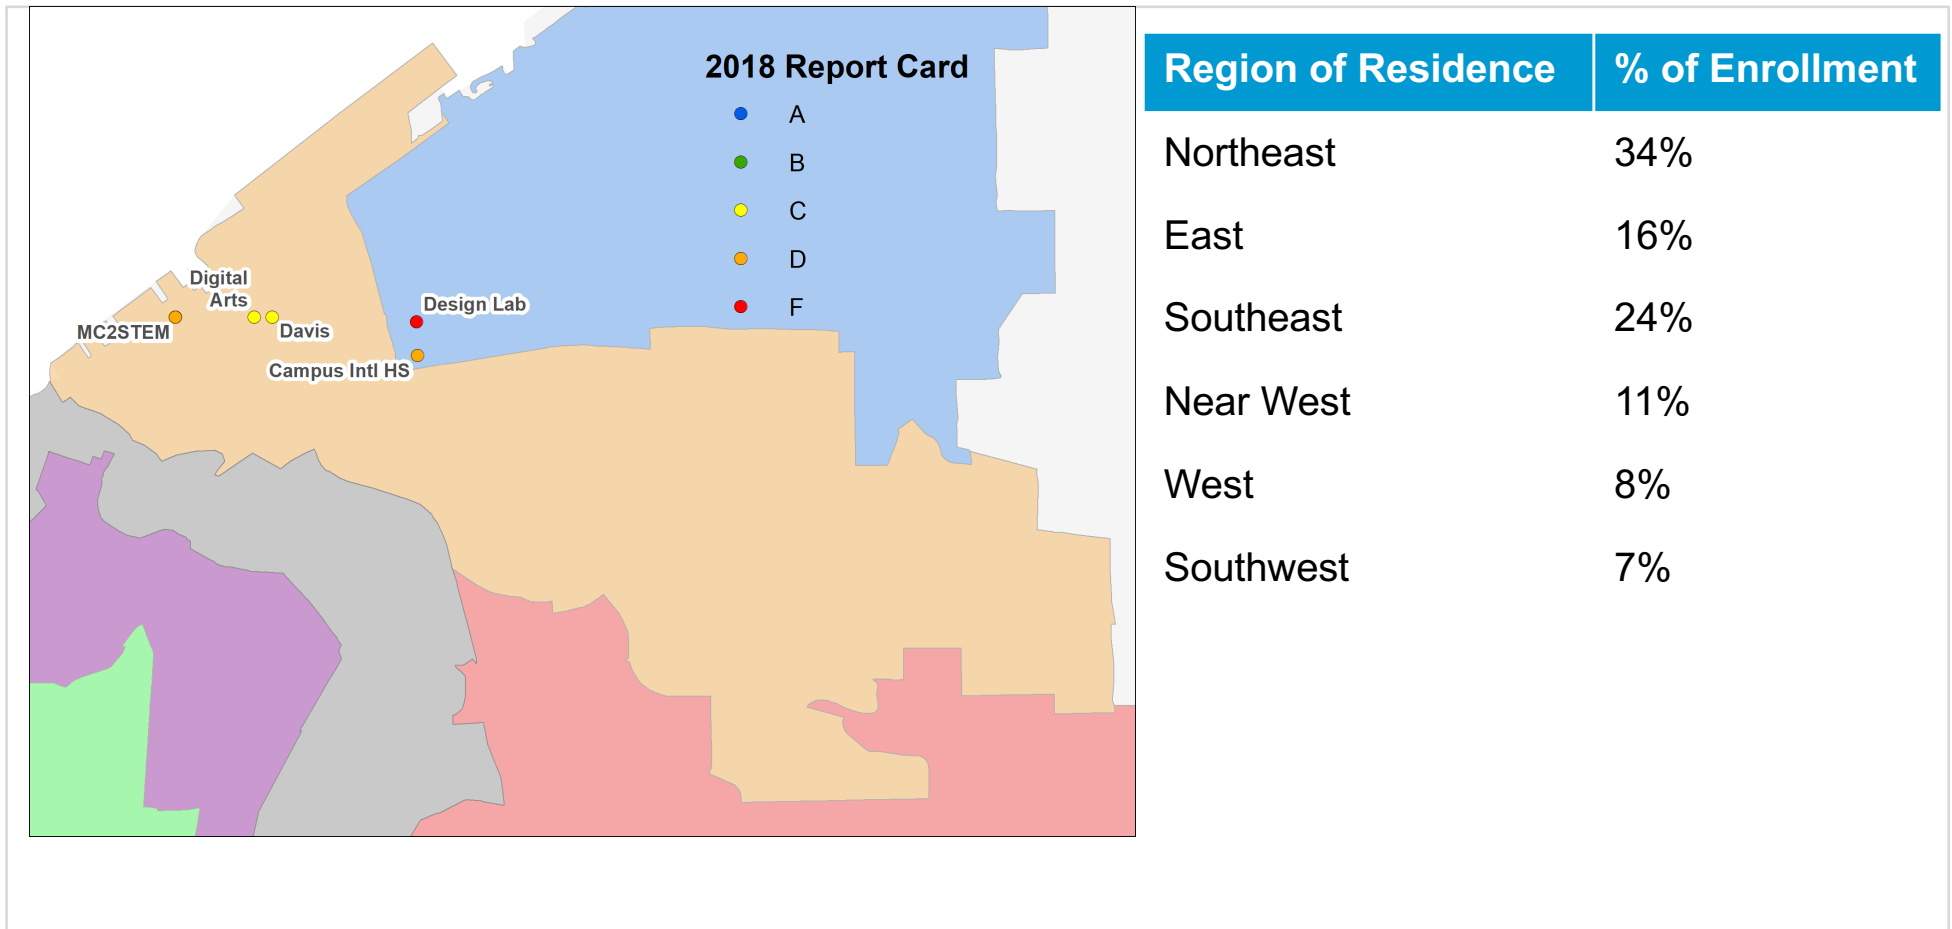 2018 Report Card
A
B
C
D
F
Digital
Arts
MC2STEM
Davis
Design Lab
Campus Intl HS
Region of Residence % of Enrollment
Northeast 34%
East 16%
Southeast 24%
Near West 11%
West 8%
Southwest 7%